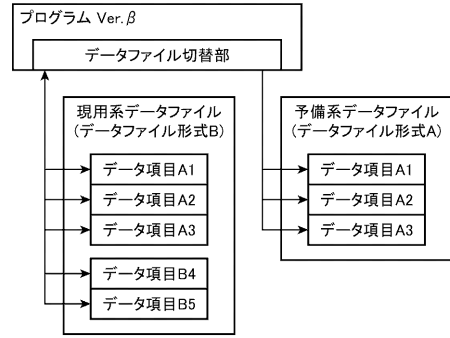 プログラム Ver.β
データファイル切替部
現用系データファイル
(データファイル形式B)
データ項目A1
データ項目A2
データ項目A3
データ項目B4
データ項目B5
予備系データファイル
(データファイル形式A)
データ項目A1
データ項目A2
データ項目A3